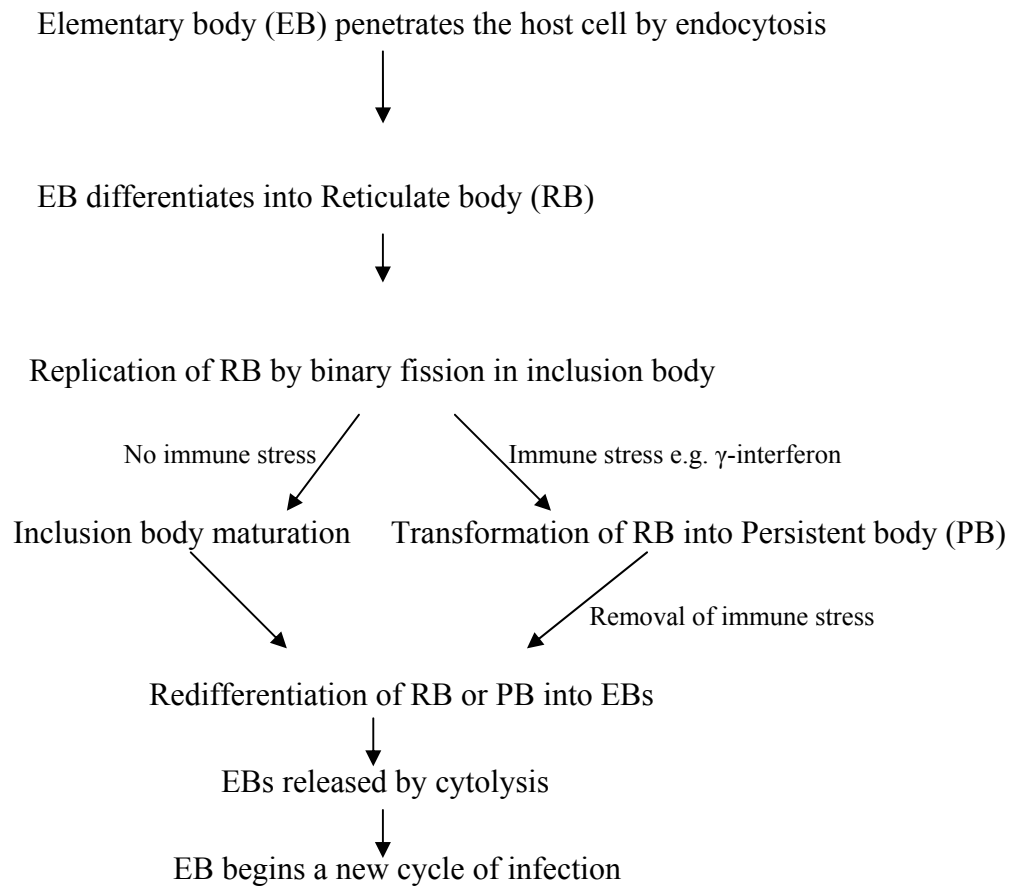 Elementary body (EB) penetrates the host cell by endocytosis
EB differentiates into Reticulate body (RB)
Replication of RB by binary fission in inclusion body
No immune stress
Immune stress e.g. γ-interferon
Inclusion body maturation
Transformation of RB into Persistent body (PB)
Removal of immune stress
Redifferentiation of RB or PB into EBs
EBs released by cytolysis
EB begins a new cycle of infection